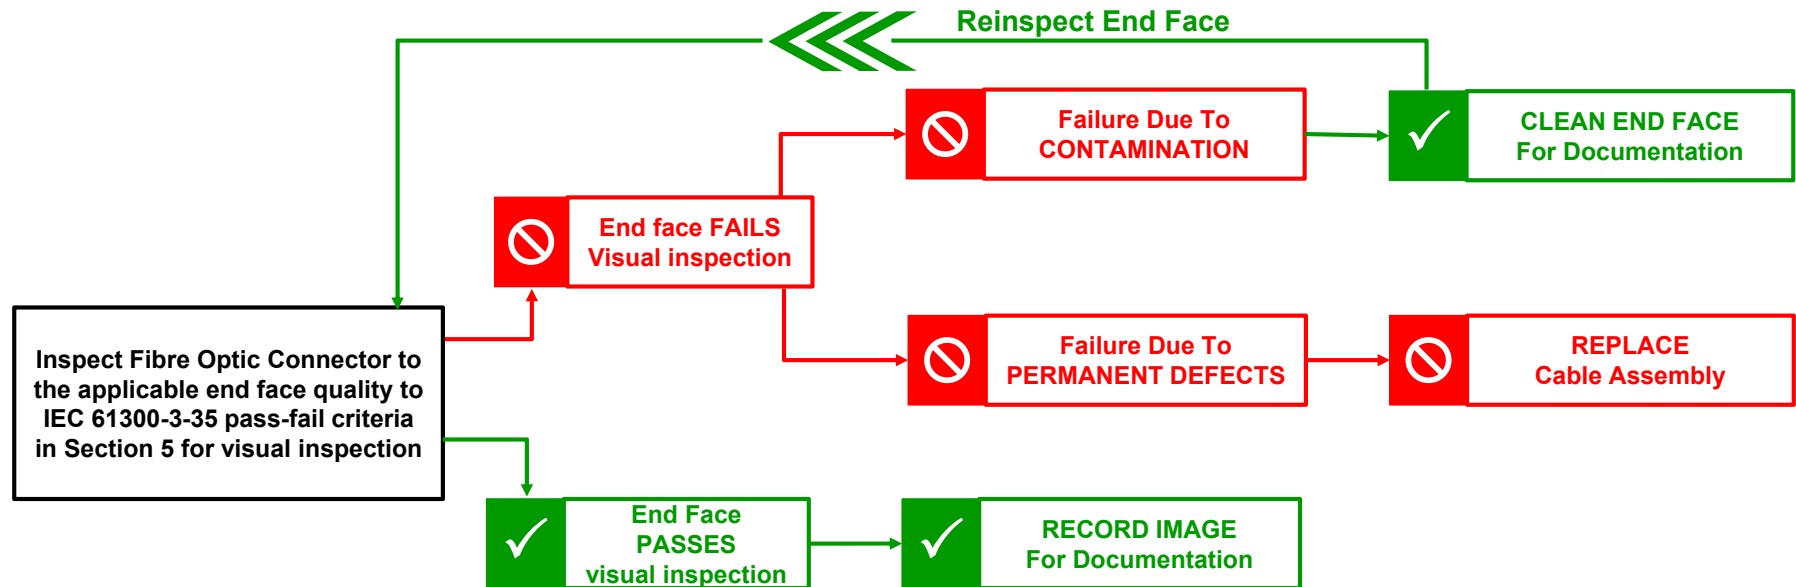 Reinspect End Face
Failure Due To
CONTAMINATION
CLEAN END FACE
For Documentation
End face FAILS
Visual inspection
Inspect Fibre Optic Connector to
the applicable end face quality to
IEC 61300-3-35 pass-fail criteria
in Section 5 for visual inspection
Failure Due To
PERMANENT DEFECTS
REPLACE
Cable Assembly
End Face
PASSES
visual inspection
RECORD IMAGE
For Documentation